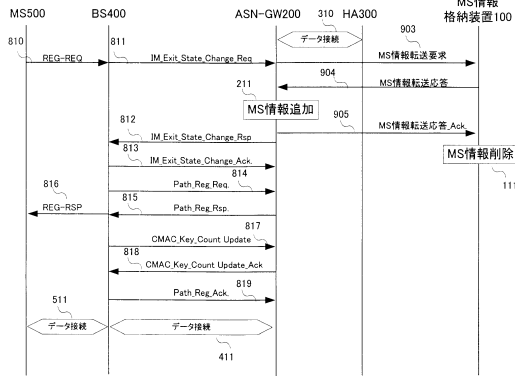 MS情報
MS500 BS400 ASN-GW200 HA300 格納装置100
310 903
データ接続
810 811
REG-REQ IM_Exit_State_Change_Req MS情報転送要求
904
MS情報転送応答
211
MS情報追加
905
812
IM_Exit_State_Change_Rsp MS情報転送応答_Ack.
813
IM_Exit_State_Change_Ack. MS情報削除
814
Path_Reg_Req.
816 815
REG-RSP Path_Reg_Rsp.
817
CMAC_Key_Count Update
818
CMAC_Key_Count Update_Ack
819
Path_Reg_Ack.
511
データ接続 データ接続
411